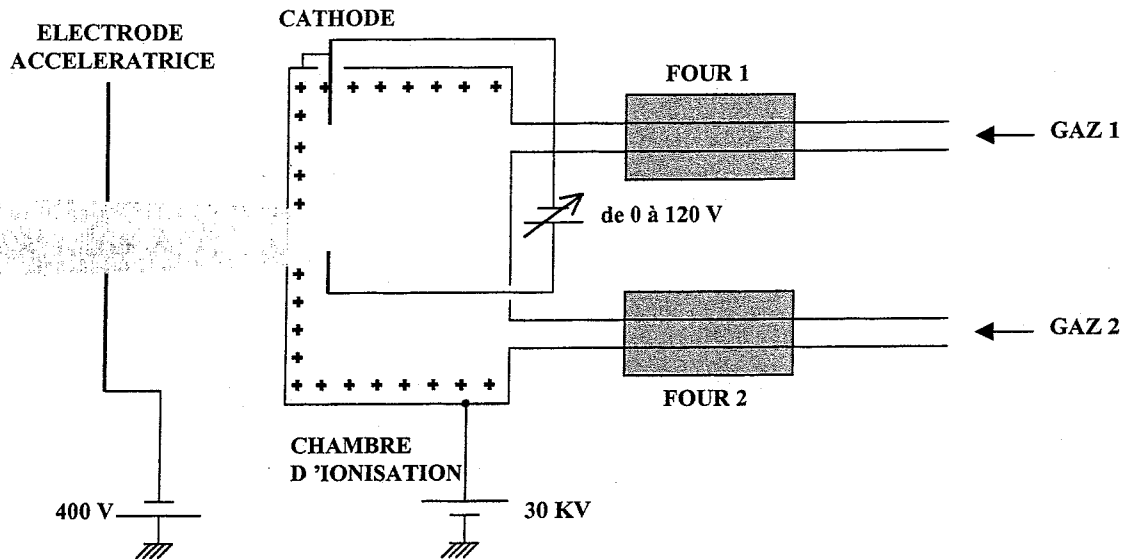 CATHODE
ELECTRODE
ACCELERATRICE
FOUR 1
GAZ 1
de 0 à 120 V
GAZ 2
FOUR 2
CHAMBRE
D ’IONISATION
400 V
30 KV